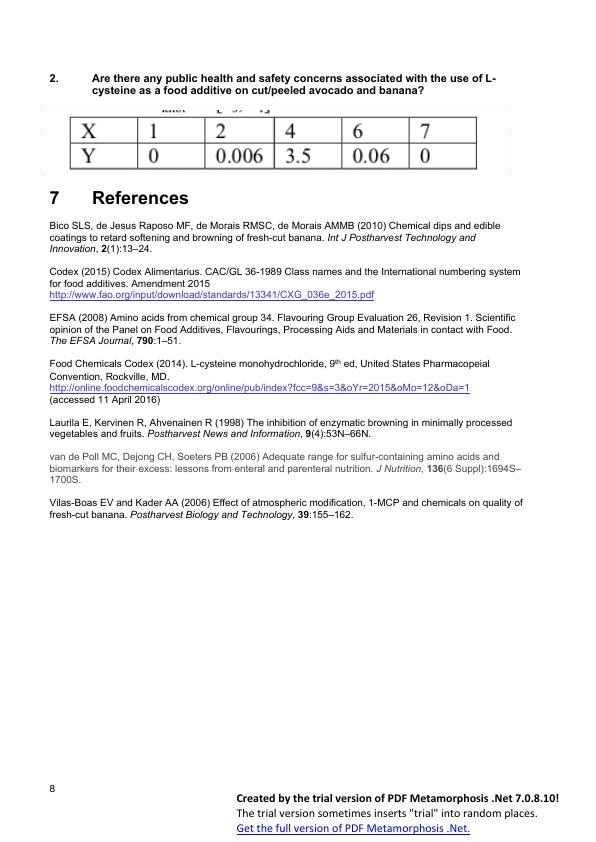 2. Are there any public health and safety concerns associated with the use of L-
cysteine as a food additive on cut/peeled avocado and banana?
X 1 2 4 6 7
Y 0 0.006 3.5 0.06 0
7 References
Bico SLS, de Jesus Raposo MF, de Morais RMSC, de Morais AMMB (2010) Chemical dips and edible
coatings to retard softening and browning of fresh-cut banana. Int J Postharvest Technology and
Innovation, 2(1):13–24.
Codex (2015) Codex Alimentarius. CAC/GL 36-1989 Class names and the International numbering system
for food additives. Amendment 2015
http://www.fao.org/input/download/standards/13341/CXG_036e_2015.pdf
EFSA (2008) Amino acids from chemical group 34. Flavouring Group Evaluation 26, Revision 1. Scientific
opinion of the Panel on Food Additives, Flavourings, Processing Aids and Materials in contact with Food.
The EFSA Journal, 790:1–51.
Food Chemicals Codex (2014). L-cysteine monohydrochloride, 9th ed, United States Pharmacopeial
Convention, Rockville, MD.
http://online.foodchemicalscodex.org/online/pub/index?fcc=9&s=3&oYr=2015&oMo=12&oDa=1
(accessed 11 April 2016)
Laurila E, Kervinen R, Ahvenainen R (1998) The inhibition of enzymatic browning in minimally processed
vegetables and fruits. Postharvest News and Information, 9(4):53N–66N.
van de Poll MC, Dejong CH, Soeters PB (2006) Adequate range for sulfur-containing amino acids and
biomarkers for their excess: lessons from enteral and parenteral nutrition. J Nutrition, 136(6 Suppl):1694S–
1700S.
Vilas-Boas EV and Kader AA (2006) Effect of atmospheric modification, 1-MCP and chemicals on quality of
fresh-cut banana. Postharvest Biology and Technology, 39:155–162.
8
Created by the trial version of PDF Metamorphosis .Net 7.0.8.10!
The trial version sometimes inserts "trial" into random places.
Get the full version of PDF Metamorphosis .Net.